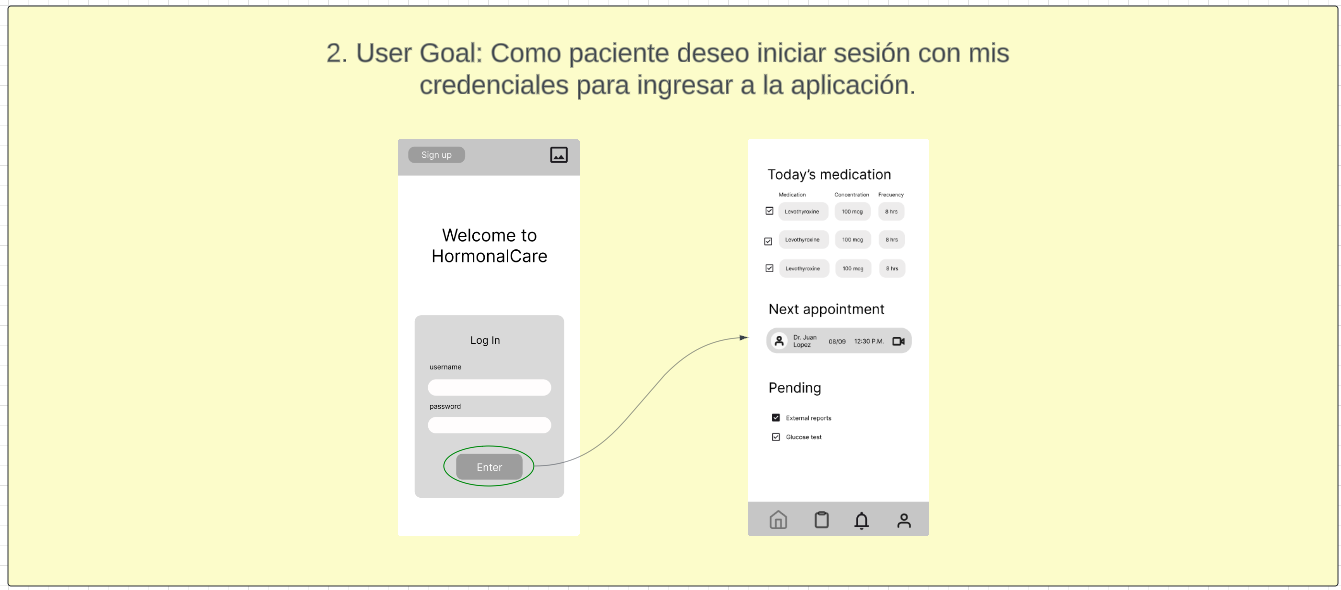 2. User Goal: Como paciente deseo iniciar sesión con mis
credenciales para ingresar a la aplicación.
Sign up
Welcome to
HormonalCare
Log In
username
password
Enter
Today's medication
Medication Concentration Frecuency
Levothyroxine 100 mcg 8 hrs
Levothyroxine 100 mcg 8 hrs
Levothyroxine 100 mcg 8 hrs
Next appointment
Dr. Juan
Lopez
08/09 12:30 P.M.
Pending
External reports
Glucose test